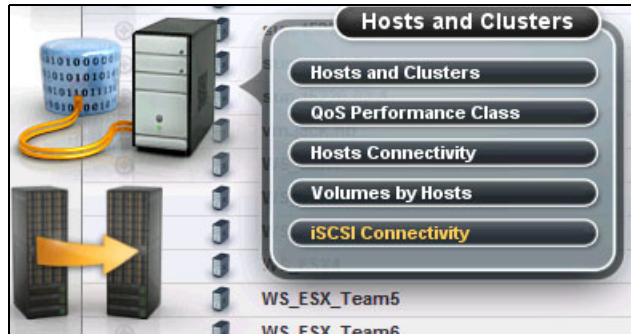 Hosts and Clusters
Hosts and Clusters
QoS Performance Class
Hosts Connectivity
Volumes by Hosts
iSCSI Connectivity
WS_ESX_Team5
WS_ESX_Team6